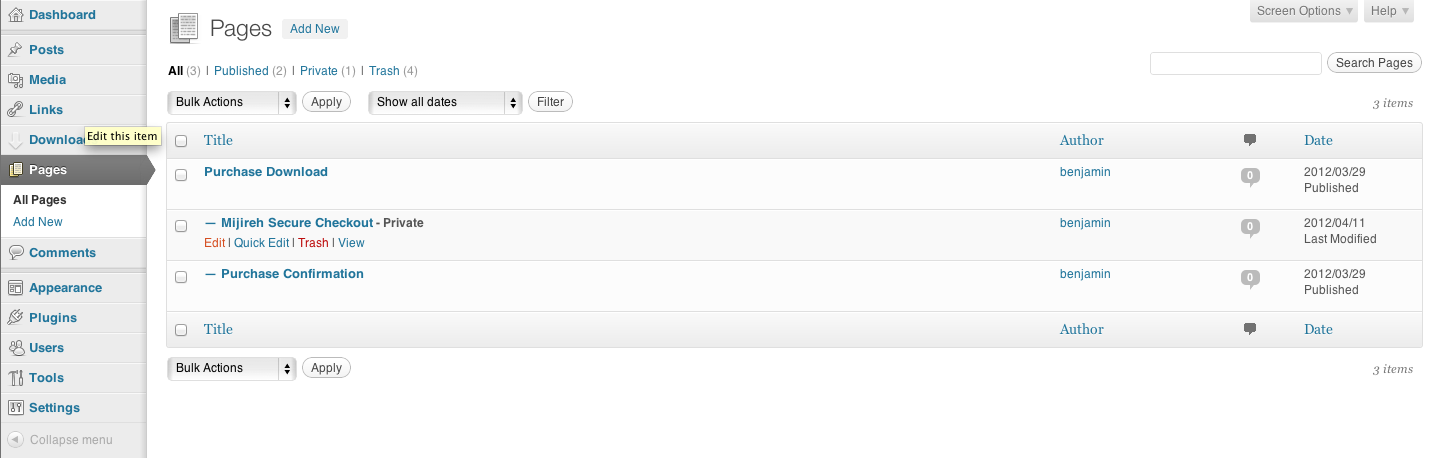 Dashboard
Posts
Media
Links
Downloa
Edit this item
Pages
All Pages
Add New
Comments
Appearance
Plugins
Users
Tools
Settings
Collapse menu
Screen Options Help
Pages Add New
All (3) | Published (2) | Private (1) | Trash (4)
Search Pages
Bulk Actions Apply Show all dates Filter 3 items
Title Author Date
Purchase Download benjamin 0 2012/03/29
Published
— Mijireh Secure Checkout - Private benjamin 0 2012/04/11
Edit | Quick Edit | Trash | View Last Modified
— Purchase Confirmation benjamin 0 2012/03/29
Published
Title Author Date
Bulk Actions Apply 3 items